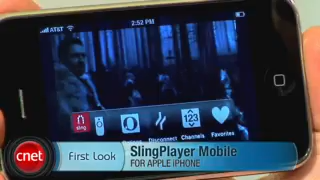 AT&T
2:52 PM
sling
123
Disconnect
Channels
Favorites
cnet
First Look
SlingPlayer Mobile
FOR APPLE iPHONE